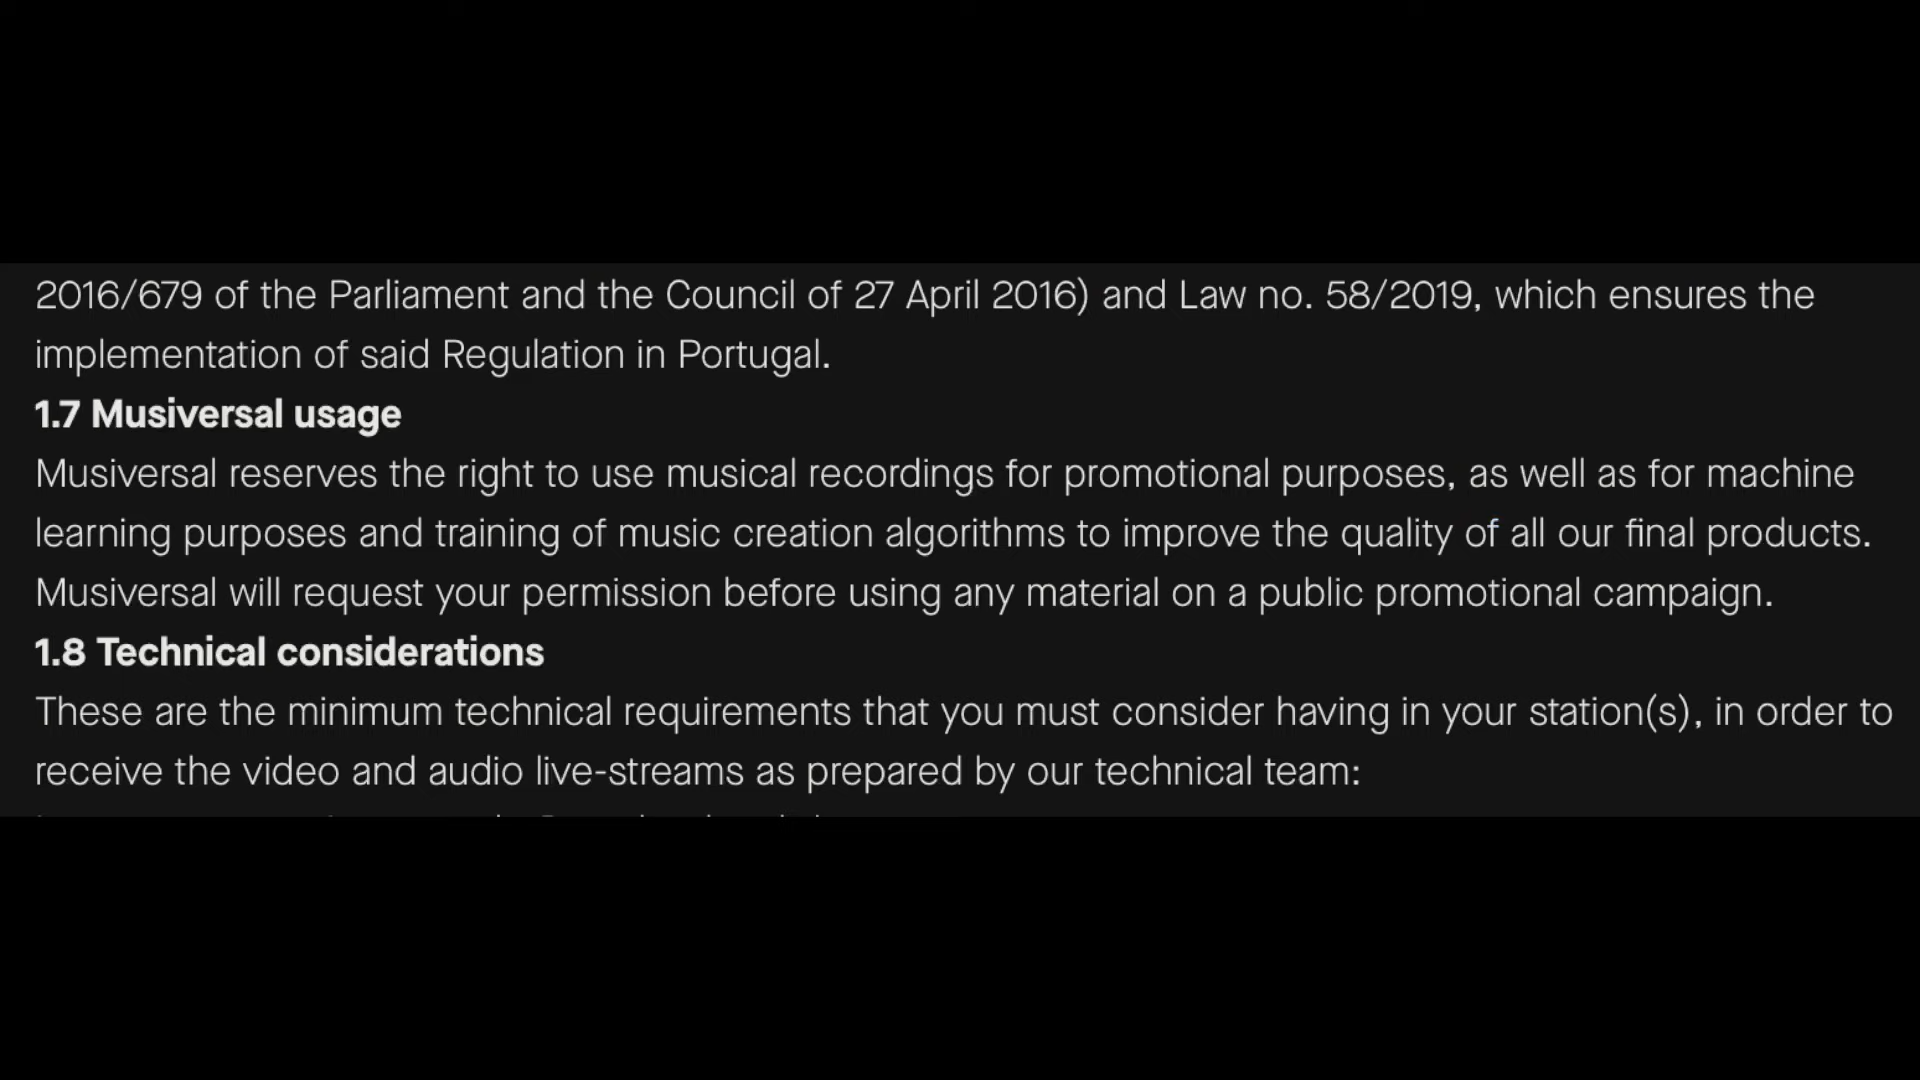 2016/679 of the Parliament and the Council of 27 April 2016) and Law no. 58/2019, which ensures the
implementation of said Regulation in Portugal.
1.7 Musiversal usage
Musiversal reserves the right to use musical recordings for promotional purposes, as well as for machine
learning purposes and training of music creation algorithms to improve the quality of all our final products.
Musiversal will request your permission before using any material on a public promotional campaign.
1.8 Technical considerations
These are the minimum technical requirements that you must consider having in your station(s), in order to
receive the video and audio live-streams as prepared by our technical team: